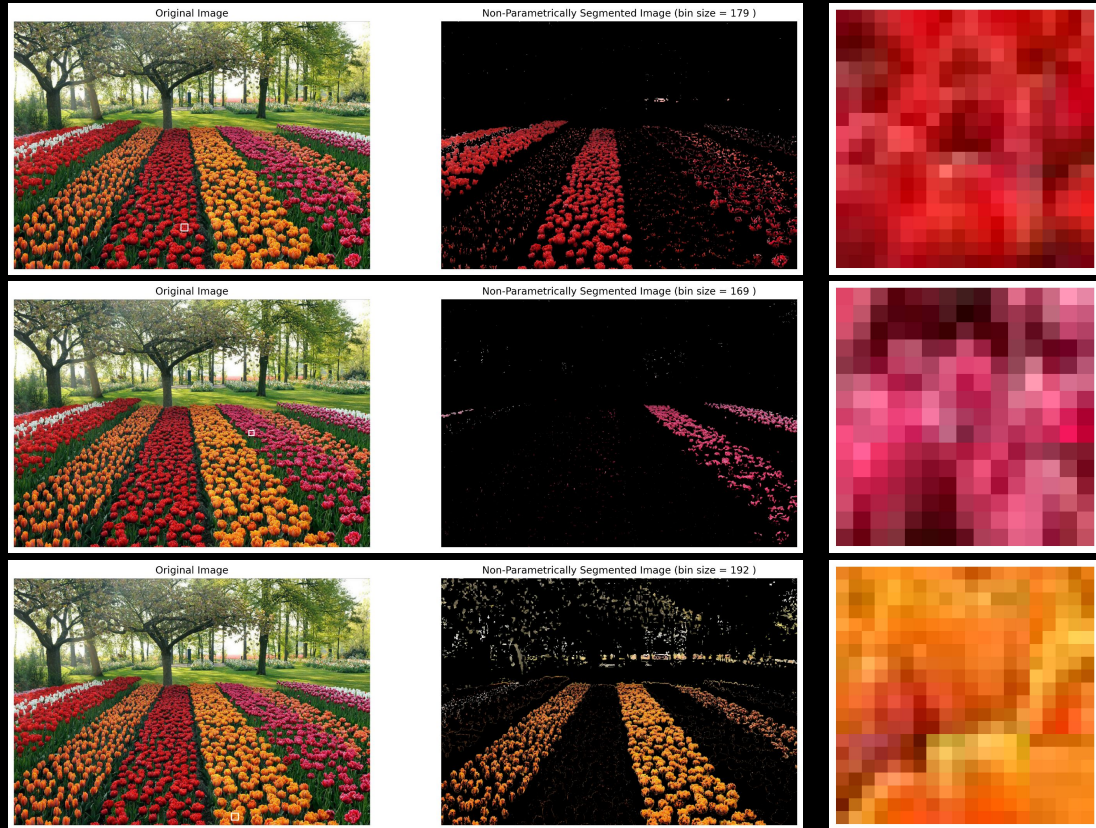 Original Image
Non-Parametrically Segmented Image (bin size = 179 )
Original Image
Non-Parametrically Segmented Image (bin size = 169 )
Original Image
Non-Parametrically Segmented Image (bin size = 192 )